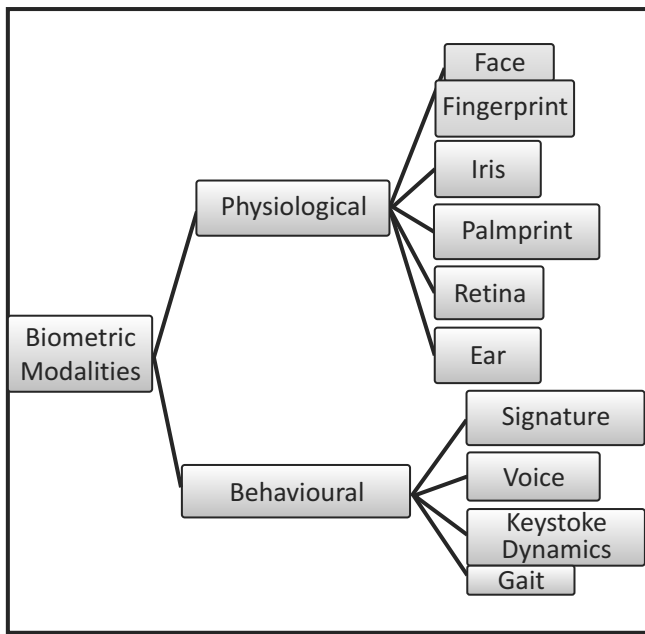 Face
Fingerprint
Iris
Physiological
Palmprint
Retina
Biometric
Modalities
Ear
Signature
Behavioural
Voice
Keystoke
Dynamics
Gait